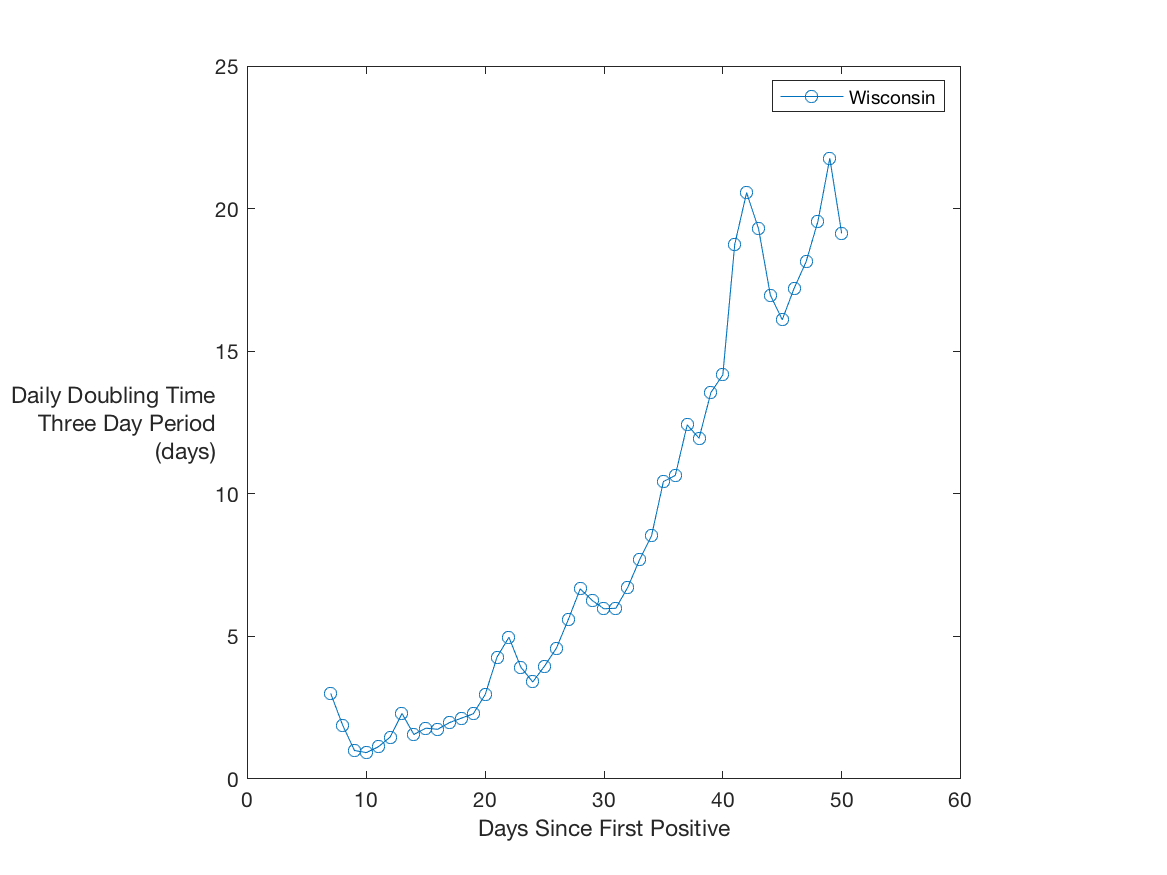 25
Wisconsin
20
15
Daily Doubling Time
Three Day Period
(days)
10
5
0
0 10 20 30 40 50 60
Days Since First Positive